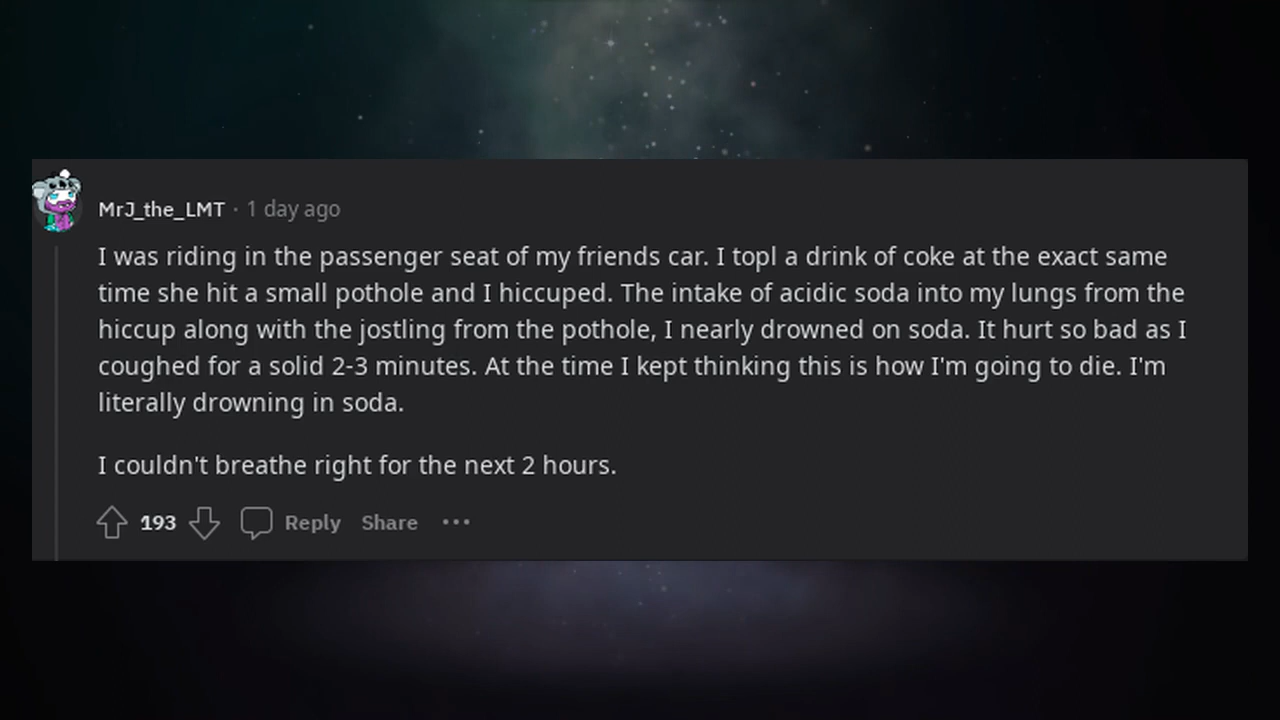 MrJ_the_LMT · 1 day ago
I was riding in the passenger seat of my friends car. I topl a drink of coke at the exact same
time she hit a small pothole and I hiccuped. The intake of acidic soda into my lungs from the
hiccup along with the jostling from the pothole, I nearly drowned on soda. It hurt so bad as I
coughed for a solid 2-3 minutes. At the time I kept thinking this is how I'm going to die. I'm
literally drowning in soda.
I couldn't breathe right for the next 2 hours.
193 Reply Share ···